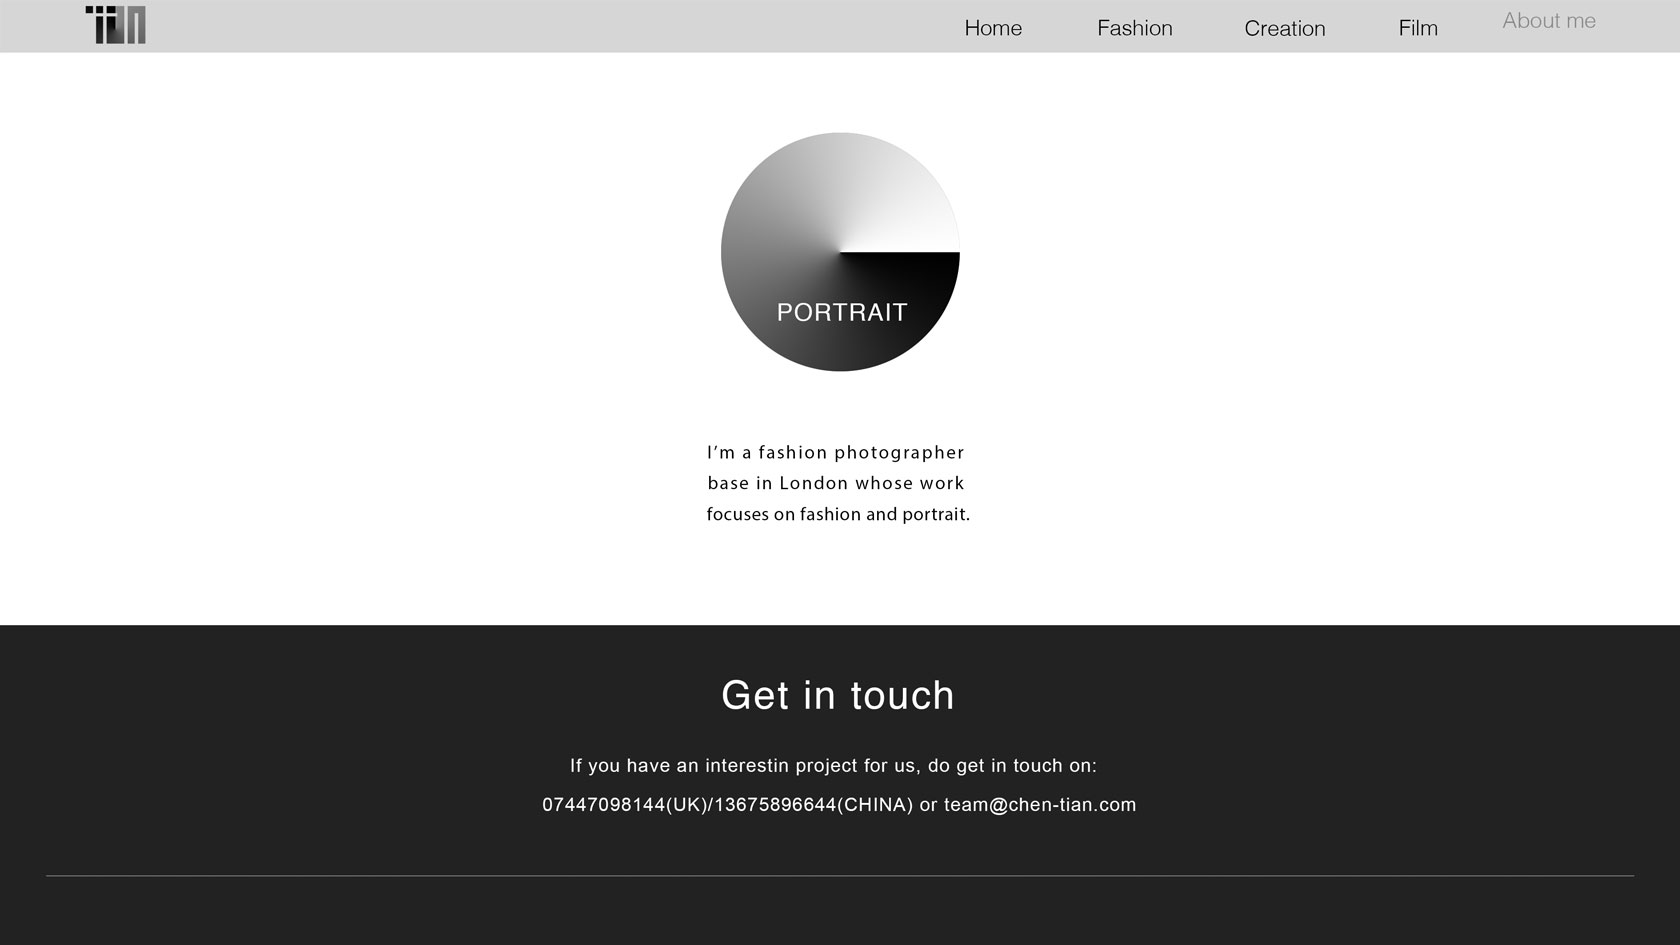 TiAn
Home Fashion Creation Film About me
PORTRAIT
I'm a fashion photographer
base in London whose work
focuses on fashion and portrait.
Get in touch
If you have an interestin project for us, do get in touch on:
07447098144(UK)/13675896644(CHINA) or team@chen-tian.com